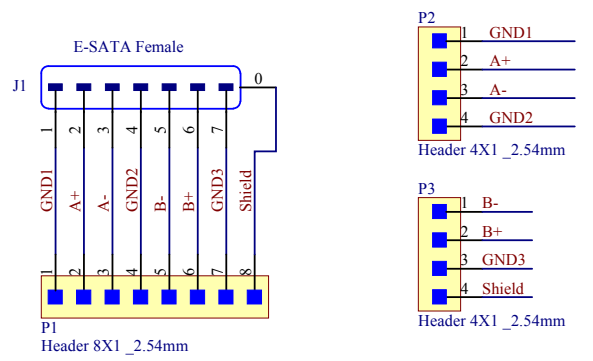 E-SATA Female
J1
0
1
2
3
4
5
6
7
GND1
A+
A-
GND2
B-
B+
GND3
Shield
1
2
3
4
5
6
7
8
P1
Header 8X1 _2.54mm
P2
1 GND1
2 A+
3 A-
4 GND2
Header 4X1 _2.54mm
P3
1 B-
2 B+
3 GND3
4 Shield
Header 4X1 _2.54mm